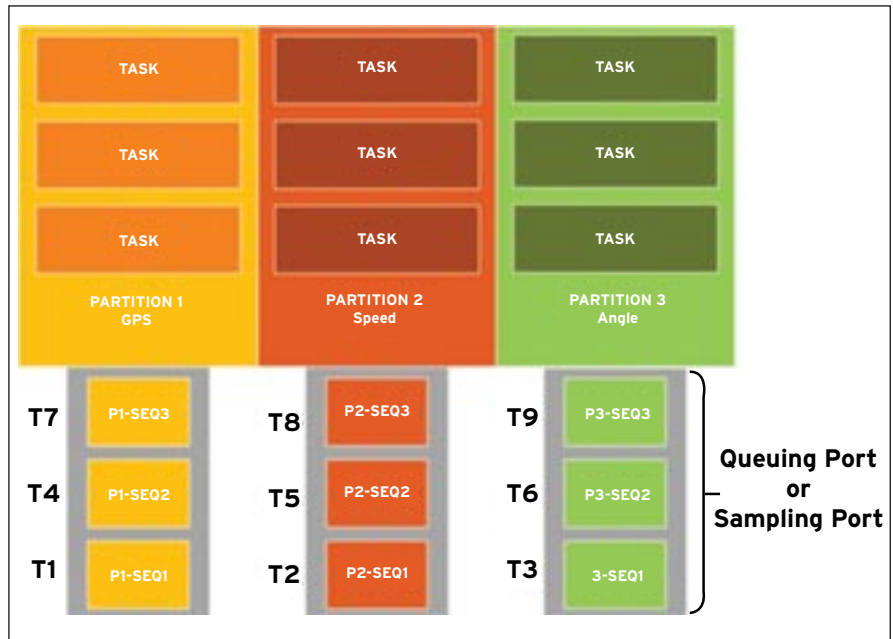 TASK TASK TASK
TASK TASK TASK
TASK TASK TASK
PARTITION 1 PARTITION 2 PARTITION 3
GPS Speed Angle
T7 P1-SEQ3 T8 P2-SEQ3 T9 P3-SEQ3
T4 P1-SEQ2 T5 P2-SEQ2 T6 P3-SEQ2
T1 P1-SEQ1 T2 P2-SEQ1 T3 3-SEQ1
Queuing Port
or
Sampling Port